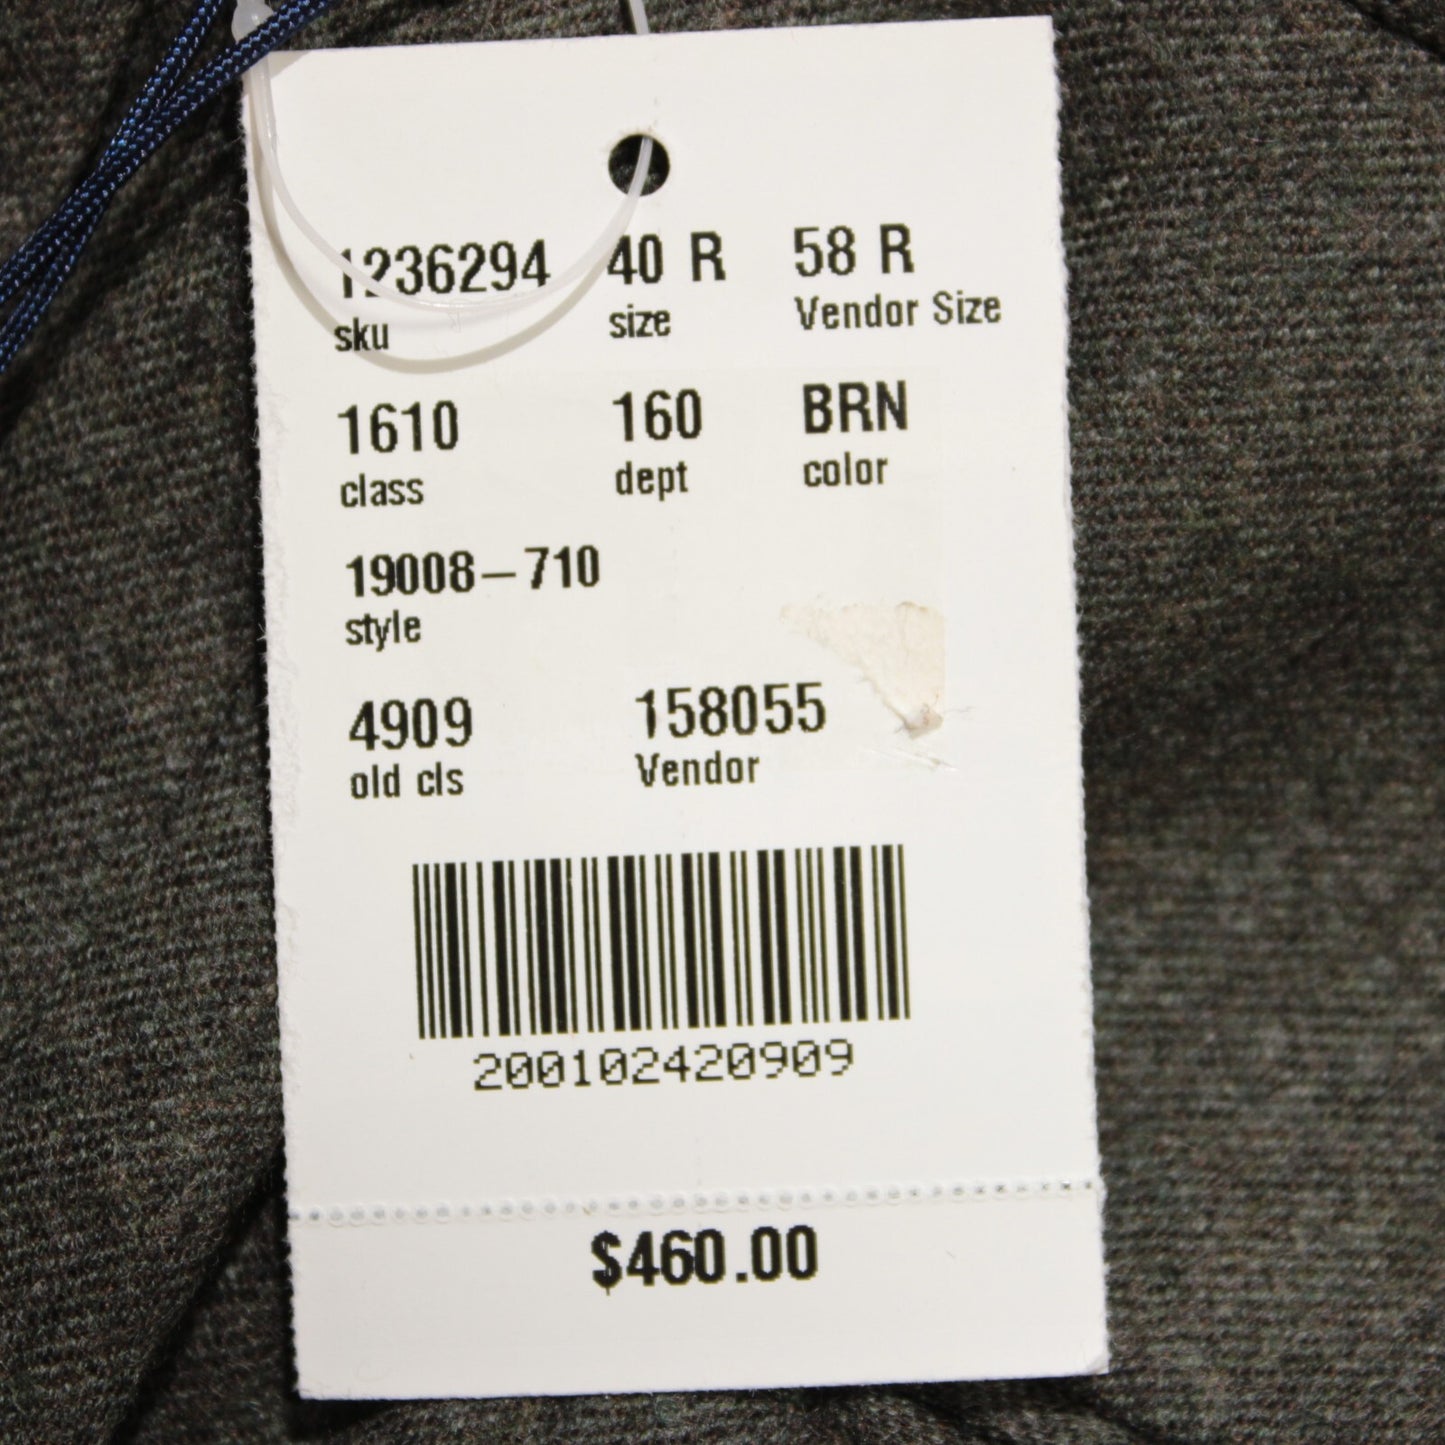 1236294 40 R 58 R
sku size Vendor Size
1610 160 BRN
class dept color
19008-710
style
4909 158055
old cls Vendor
200102420909
$460.00